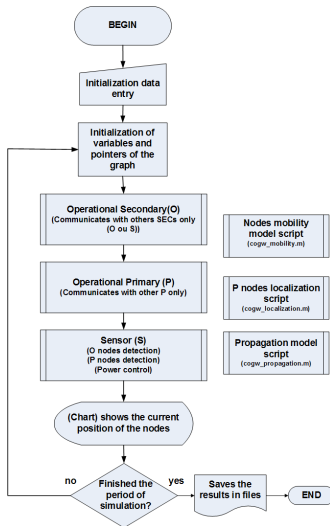 BEGIN
Initialization data
entry
Initialization of
variables and
pointers of the
graph
Operational Secondary(O)
(Communicates with others SECs only
(O ou S))
Nodes mobility
model script
(cogw_mobility.m)
Operational Primary (P)
(Communicates with other P only)
P nodes localization
script
(cogw_localization.m)
Sensor (S)
(O nodes detection)
(P nodes detection)
(Power control)
Propagation model
script
(cogw_propagation.m)
(Chart) shows the
current
position of the nodes
no
Finished the
period of
simulation?
yes
Saves the
results in files
END